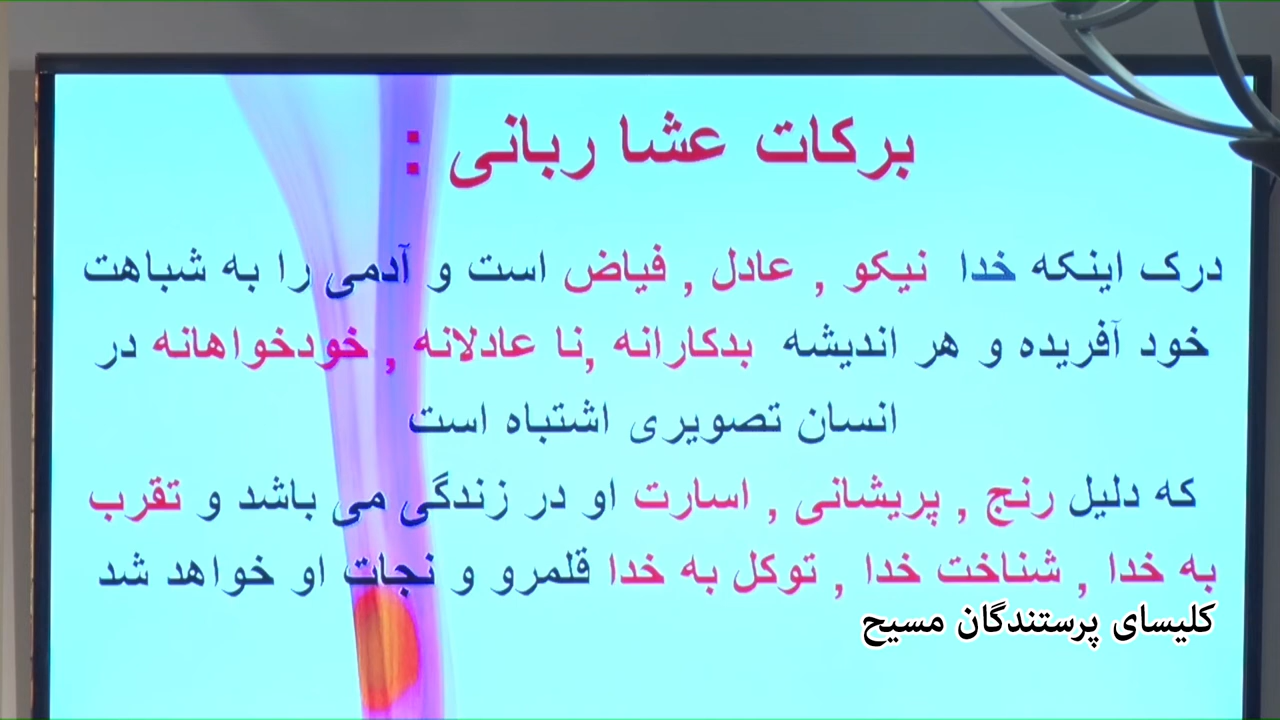 برکات عشا ربانی :
درک اینکه خدا نیکو , عادل , فیاض است و آدمی را به شباهت
خود آفریده و هر اندیشه بدکارانه ,نا عادلانه , خودخواهانه در
انسان تصویری اشتباه است
که دلیل رنج , پریشانی , اسارت او در زندگی می باشد و تقرب
به خدا , شناخت خدا , توکل به خدا قلمرو و نجات او خواهد شد
کلیسای پرستندگان مسیح